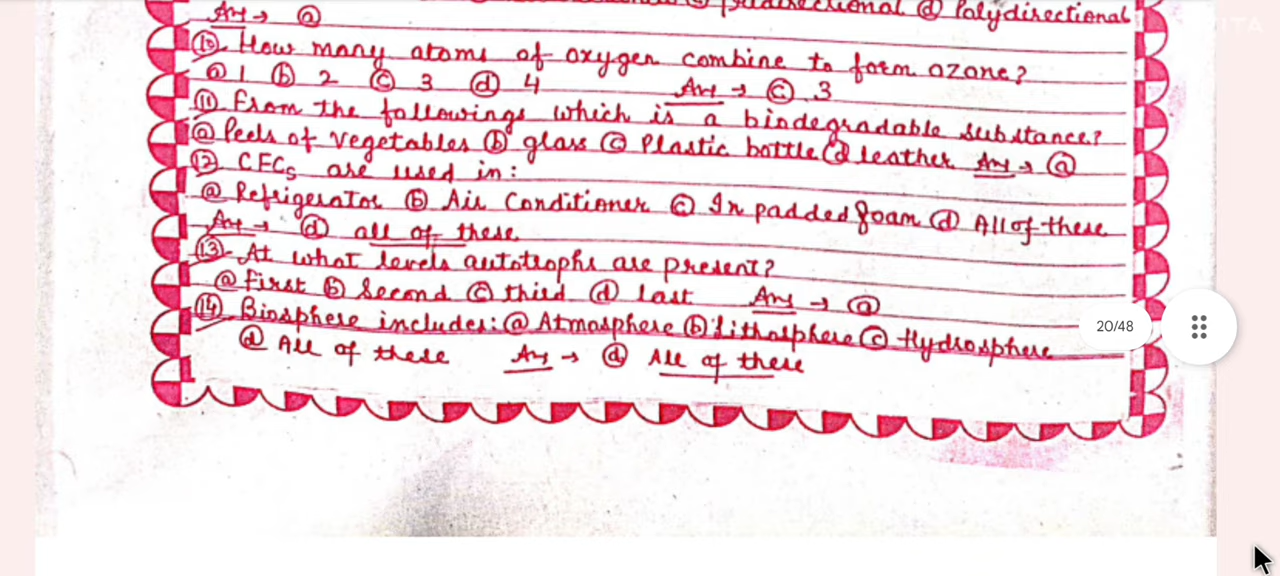 Polydirectional
Ans → ⓐ
⑩ How many atoms of oxygen combine to form ozone?
ⓐ 1 ⓑ 2 ⓒ 3 ⓓ 4 Ans → ⓒ 3
⑪ From the followings which is a biodegradable substance?
ⓐ Peels of vegetables ⓑ glass ⓒ Plastic bottle ⓓ leather Ans → ⓐ
⑫ CFCs are used in:
ⓐ Refrigerator ⓑ Air Conditioner ⓒ In padded foam ⓓ All of these
Ans → ⓓ all of these
⑬ At what levels autotrophs are present?
ⓐ First ⓑ Second ⓒ third ⓓ last Ans → ⓐ
⑭ Biosphere includes: ⓐ Atmosphere ⓑ Lithosphere ⓒ Hydrosphere
ⓓ All of these Ans → ⓓ All of these
20/48